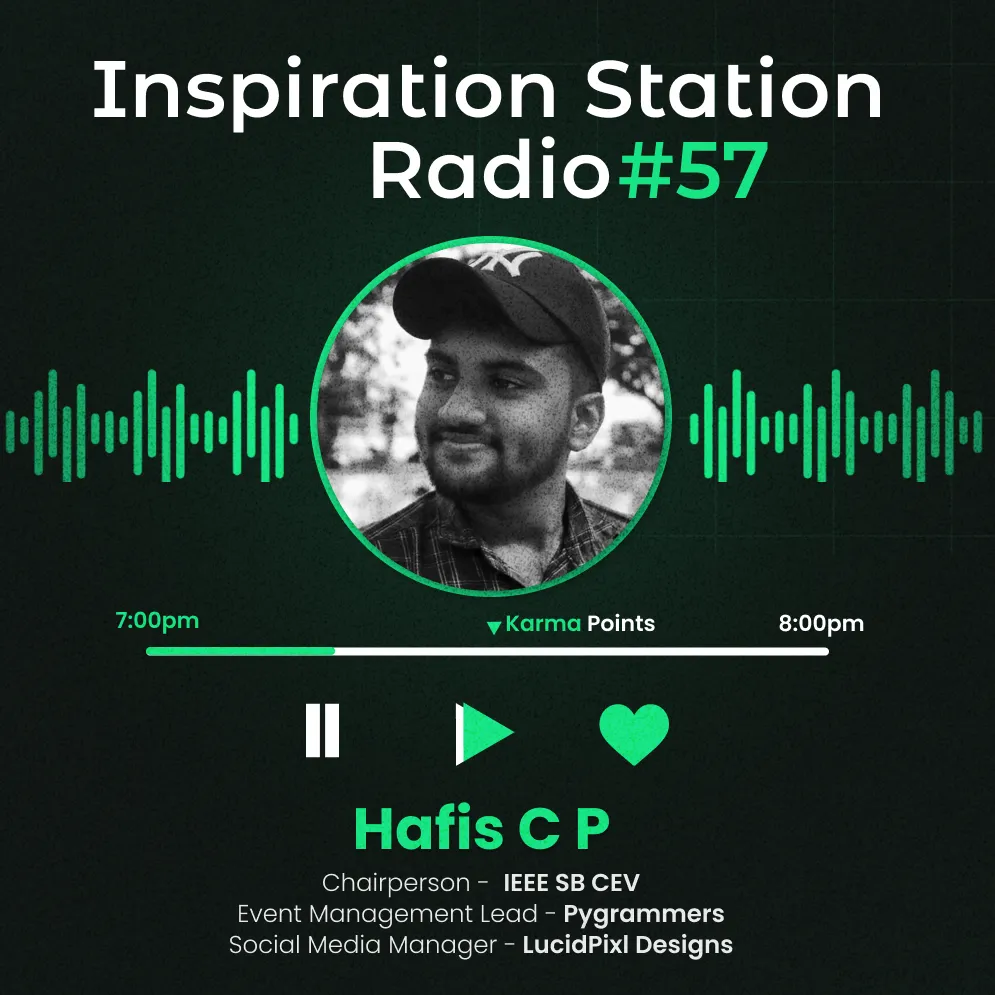 Inspiration Station
Radio #57
7:00pm
Karma Points
8:00pm
Hafis C P
Chairperson - IEEE SB CEV
Event Management Lead - Pygrammers
Social Media Manager - LucidPixl Designs